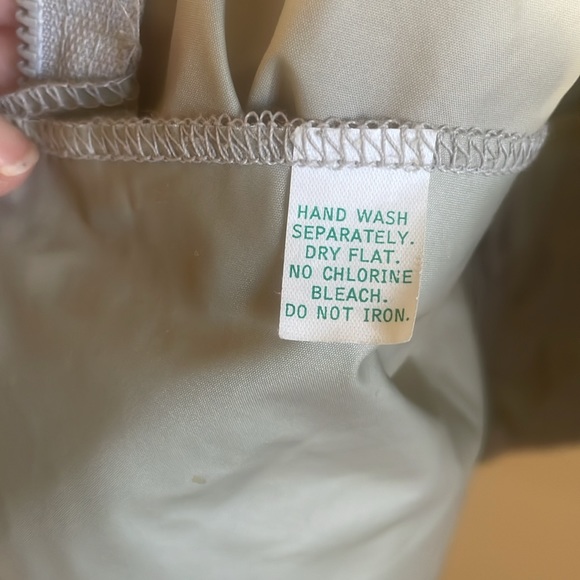 HAND WASH
SEPARATELY.
DRY FLAT.
NO CHLORINE
BLEACH.
DO NOT IRON.